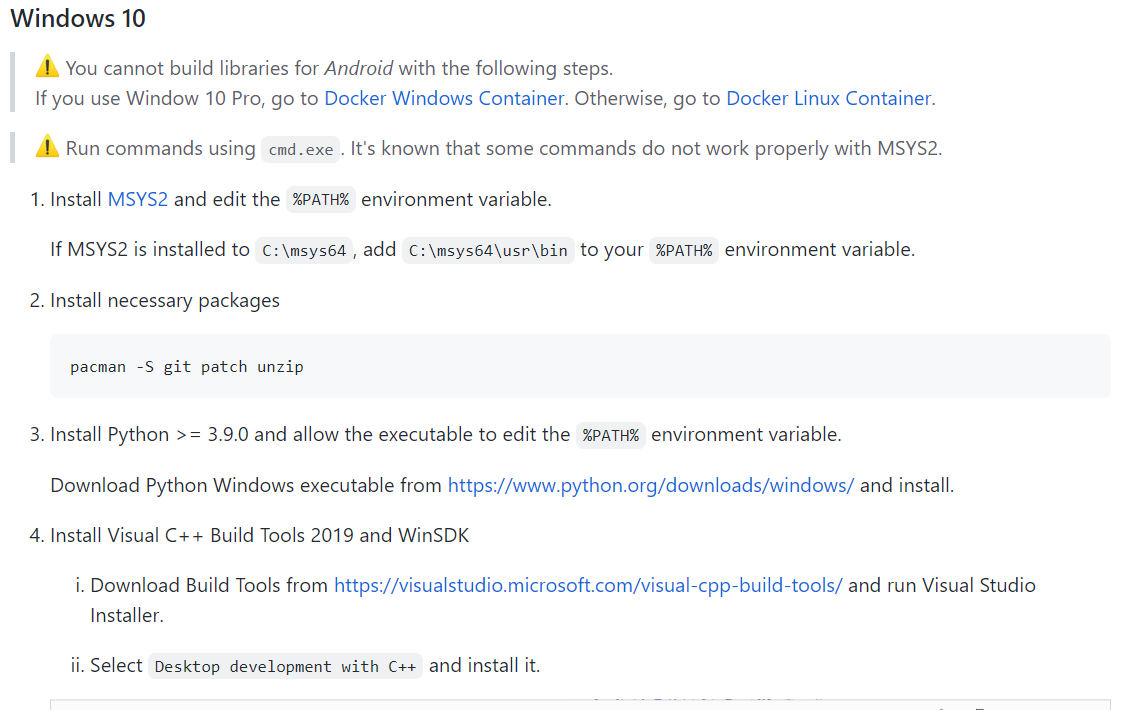 Windows 10
⚠️ You cannot build libraries for Android with the following steps.
If you use Window 10 Pro, go to Docker Windows Container. Otherwise, go to Docker Linux Container.
⚠️ Run commands using cmd.exe. It's known that some commands do not work properly with MSYS2.
1. Install MSYS2 and edit the %PATH% environment variable.
If MSYS2 is installed to C:\msys64, add C:\msys64\usr\bin to your %PATH% environment variable.
2. Install necessary packages
pacman -S git patch unzip
3. Install Python >= 3.9.0 and allow the executable to edit the %PATH% environment variable.
Download Python Windows executable from https://www.python.org/downloads/windows/ and install.
4. Install Visual C++ Build Tools 2019 and WinSDK
i. Download Build Tools from https://visualstudio.microsoft.com/visual-cpp-build-tools/ and run Visual Studio
Installer.
ii. Select Desktop development with C++ and install it.